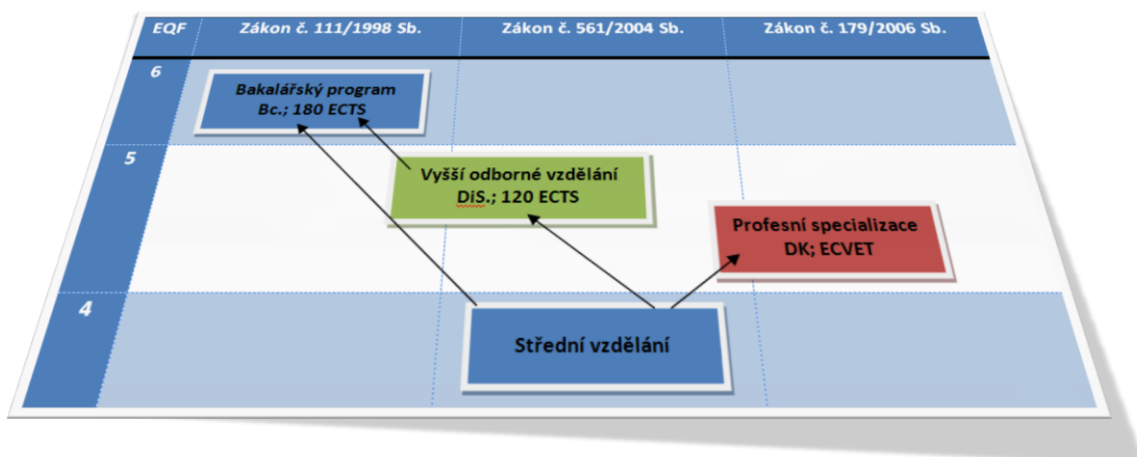 EQF Zákon č. 111/1998 Sb. Zákon č. 561/2004 Sb. Zákon č. 179/2006 Sb.
6
Bakalářský program
Bc.; 180 ECTS
5
Vyšší odborné vzdělání
DiS.; 120 ECTS
Profesní specializace
DK; ECVET
4
Střední vzdělání